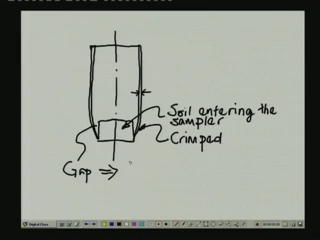 Soil entering the
sampler
Crimped
Gap ⇒